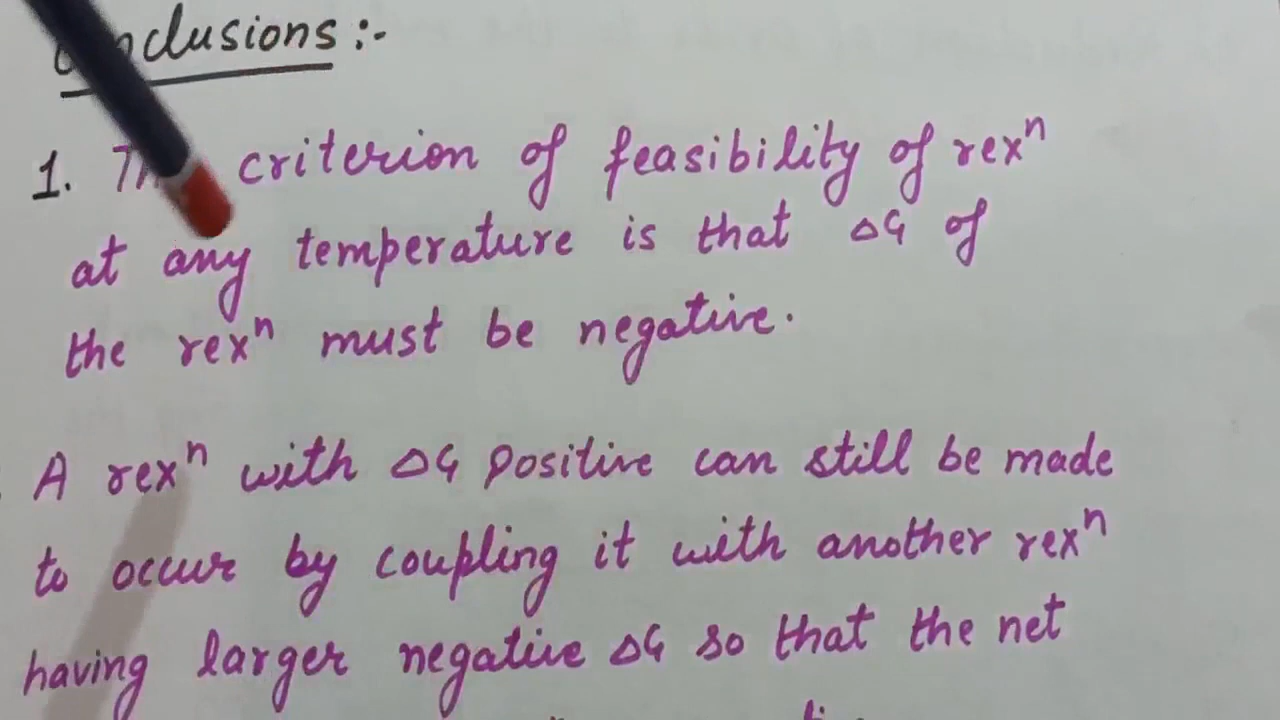 Conclusions :-
1. The criterion of feasibility of rexⁿ
at any temperature is that ΔG of
the rexⁿ must be negative.
A rexⁿ with ΔG positive can still be made
to occur by coupling it with another rexⁿ
having larger negative ΔG so that the net